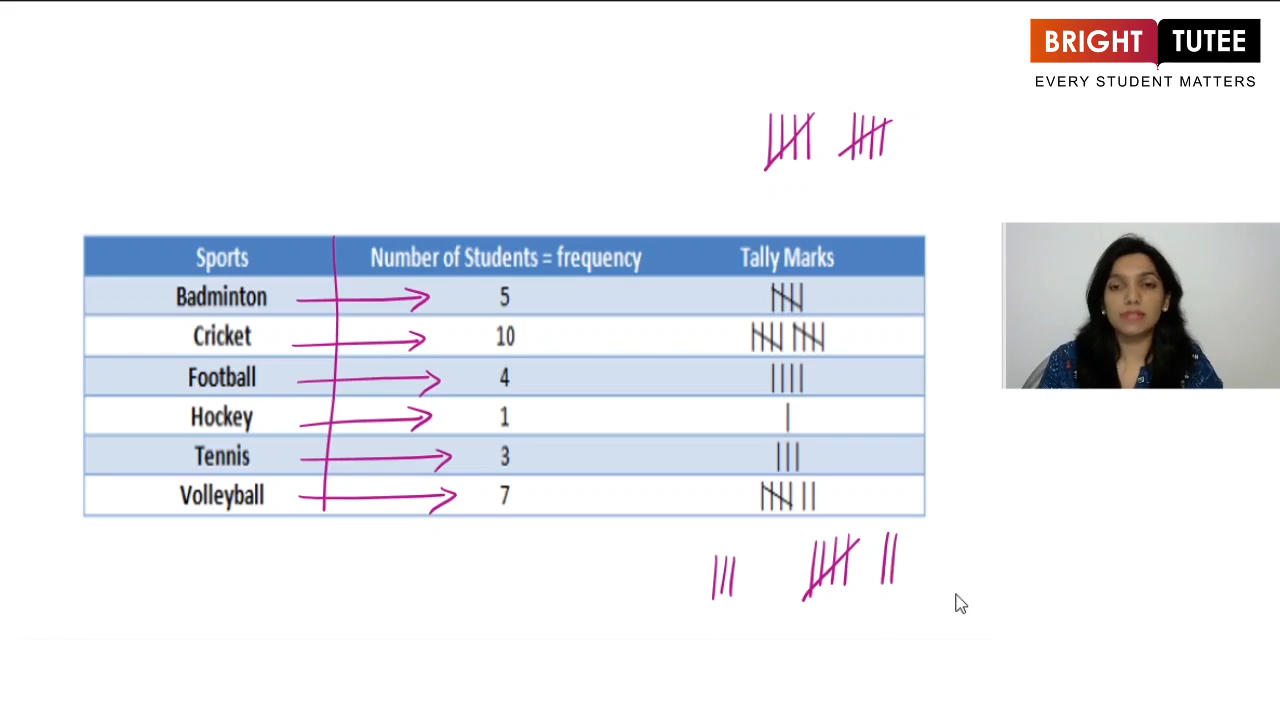 BRIGHT TUTEE
EVERY STUDENT MATTERS
Sports Number of Students = frequency Tally Marks
Badminton 5
Cricket 10
Football 4
Hockey 1
Tennis 3
Volleyball 7